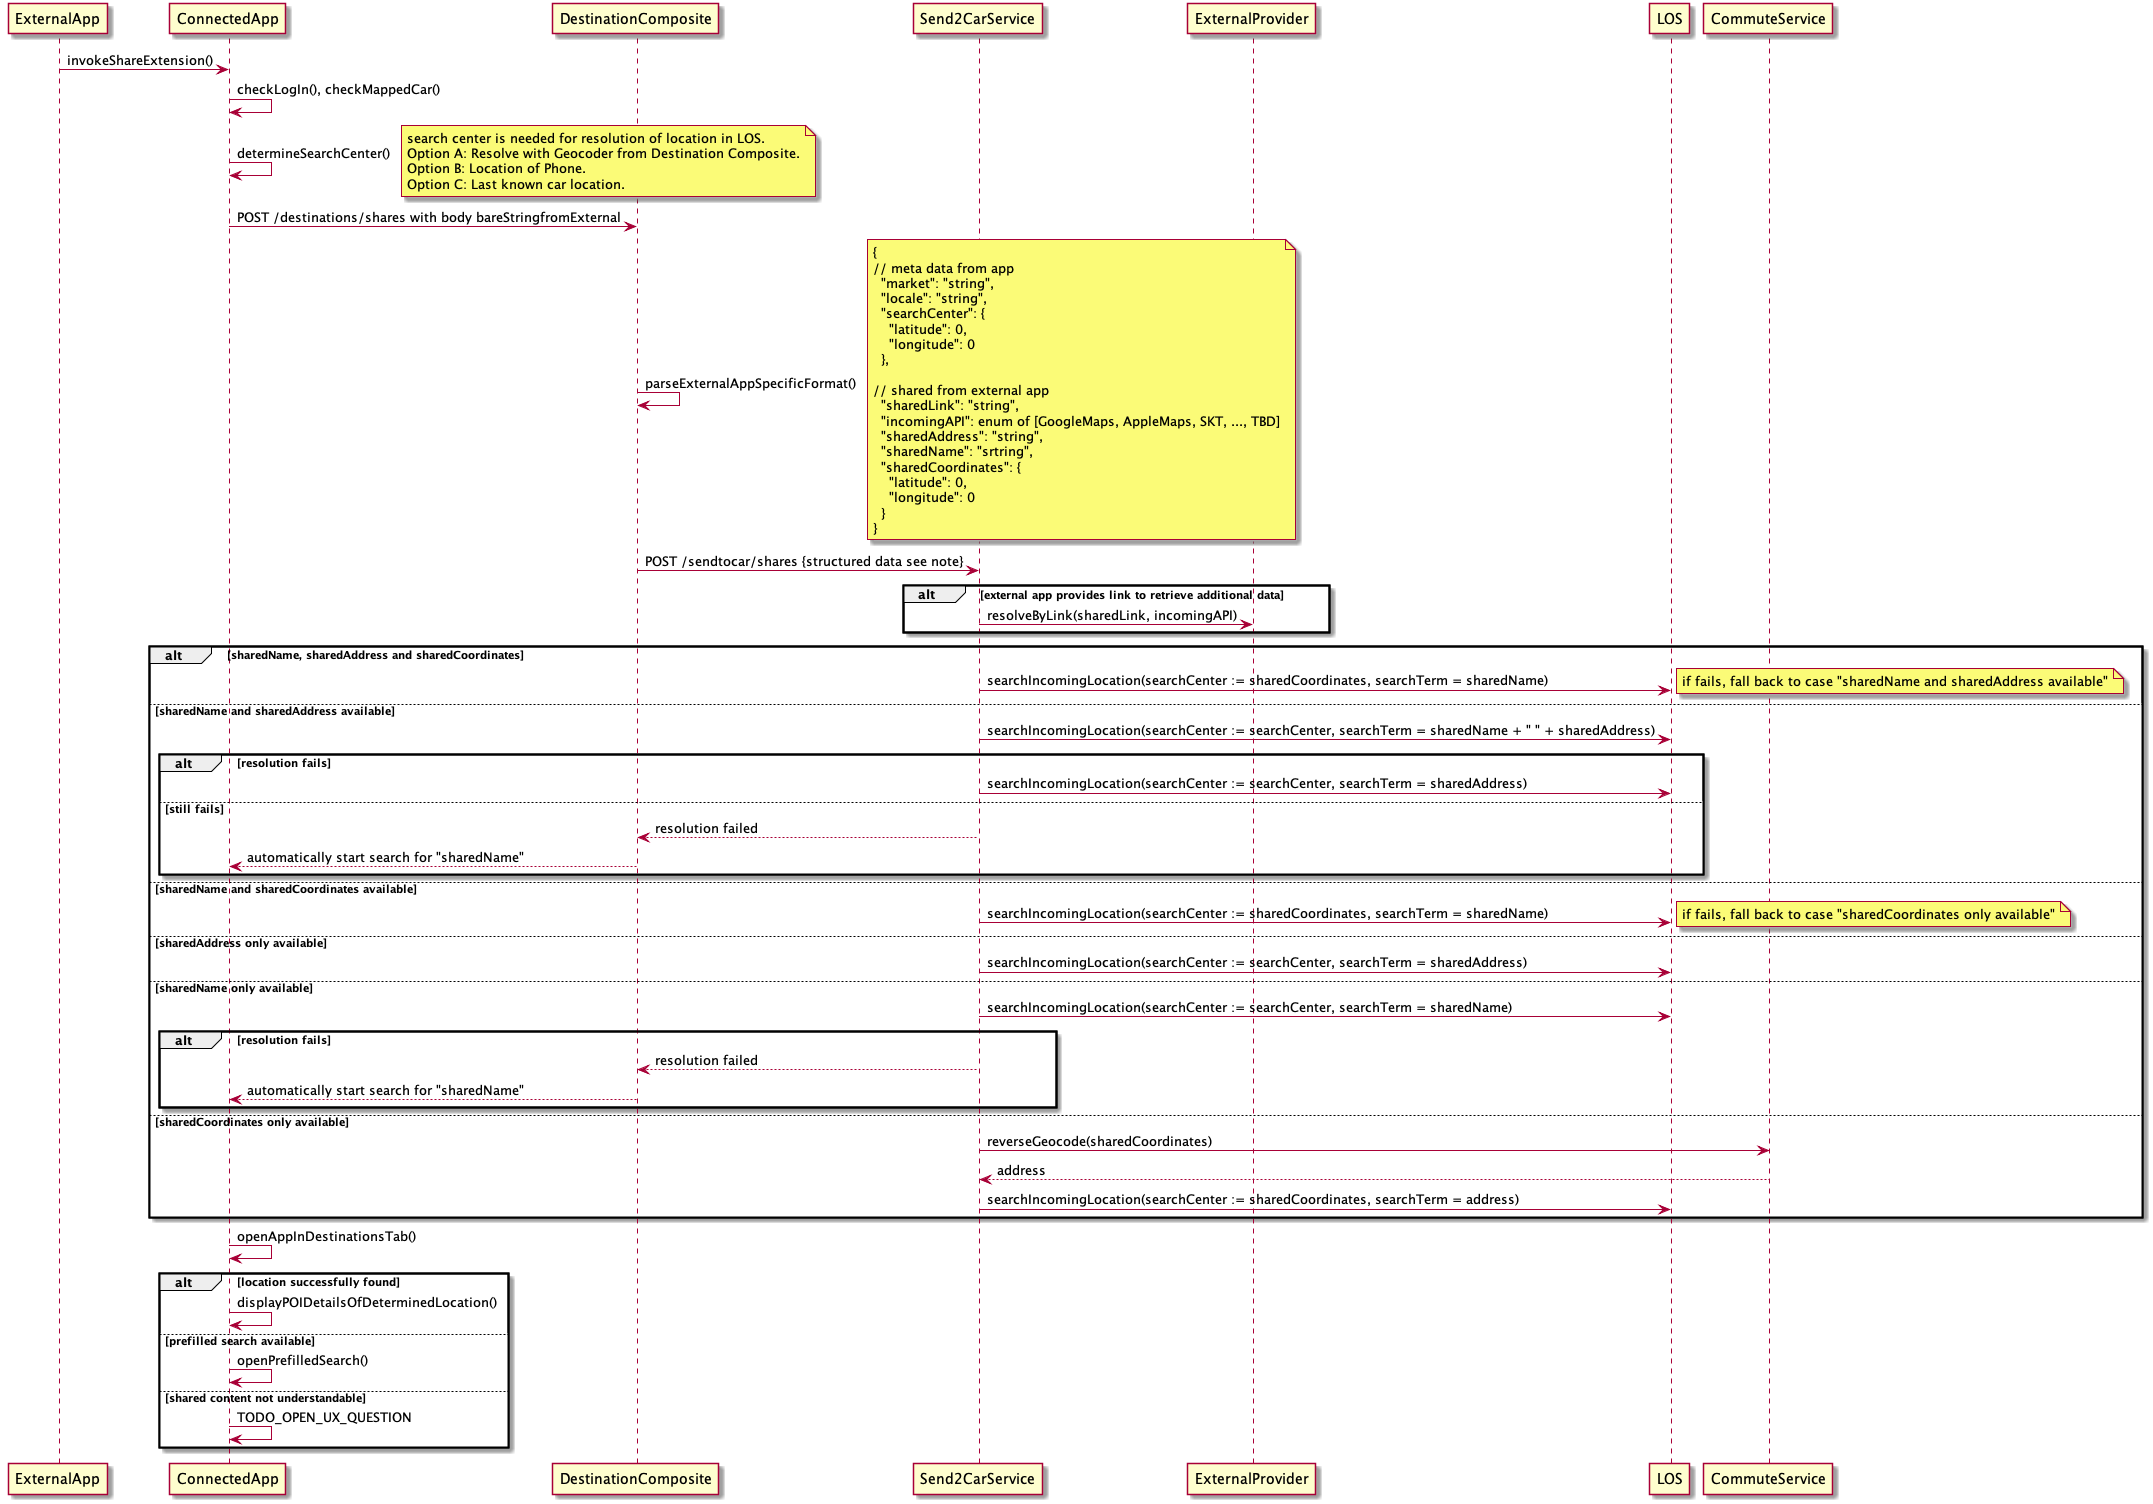 ExternalApp
ConnectedApp
DestinationComposite
Send2CarService
ExternalProvider
LOS
CommuteService
invokeShareExtension()
checkLogIn(), checkMappedCar()
determineSearchCenter()
search center is needed for resolution of location in LOS.
Option A: Resolve with Geocoder from Destination Composite.
Option B: Location of Phone.
Option C: Last known car location.
POST /destinations/shares with body bareStringfromExternal
parseExternalAppSpecificFormat()
{
// meta data from app
"market": "string",
"locale": "string",
"searchCenter": {
"latitude": 0,
"longitude": 0
},
// shared from external app
"sharedLink": "string",
"incomingAPI": enum of [GoogleMaps, AppleMaps, SKT, ..., TBD]
"sharedAddress": "string",
"sharedName": "srtring",
"sharedCoordinates": {
"latitude": 0,
"longitude": 0
}
}
POST /sendtocar/shares {structured data see note}
alt [external app provides link to retrieve additional data]
resolveByLink(sharedLink, incomingAPI)
alt [sharedName, sharedAddress and sharedCoordinates]
searchIncomingLocation(searchCenter := sharedCoordinates, searchTerm = sharedName)
if fails, fall back to case "sharedName and sharedAddress available"
[sharedName and sharedAddress available]
searchIncomingLocation(searchCenter := searchCenter, searchTerm = sharedName + " " + sharedAddress)
alt [resolution fails]
searchIncomingLocation(searchCenter := searchCenter, searchTerm = sharedAddress)
[still fails]
resolution failed
automatically start search for "sharedName"
[sharedName and sharedCoordinates available]
searchIncomingLocation(searchCenter := sharedCoordinates, searchTerm = sharedName)
if fails, fall back to case "sharedCoordinates only available"
[sharedAddress only available]
searchIncomingLocation(searchCenter := searchCenter, searchTerm = sharedAddress)
[sharedName only available]
searchIncomingLocation(searchCenter := searchCenter, searchTerm = sharedName)
alt [resolution fails]
resolution failed
automatically start search for "sharedName"
[sharedCoordinates only available]
reverseGeocode(sharedCoordinates)
address
searchIncomingLocation(searchCenter := sharedCoordinates, searchTerm = address)
openAppInDestinationsTab()
alt [location successfully found]
displayPOIDetailsOfDeterminedLocation()
[prefilled search available]
openPrefilledSearch()
[shared content not understandable]
TODO_OPEN_UX_QUESTION
ExternalApp
ConnectedApp
DestinationComposite
Send2CarService
ExternalProvider
LOS
CommuteService